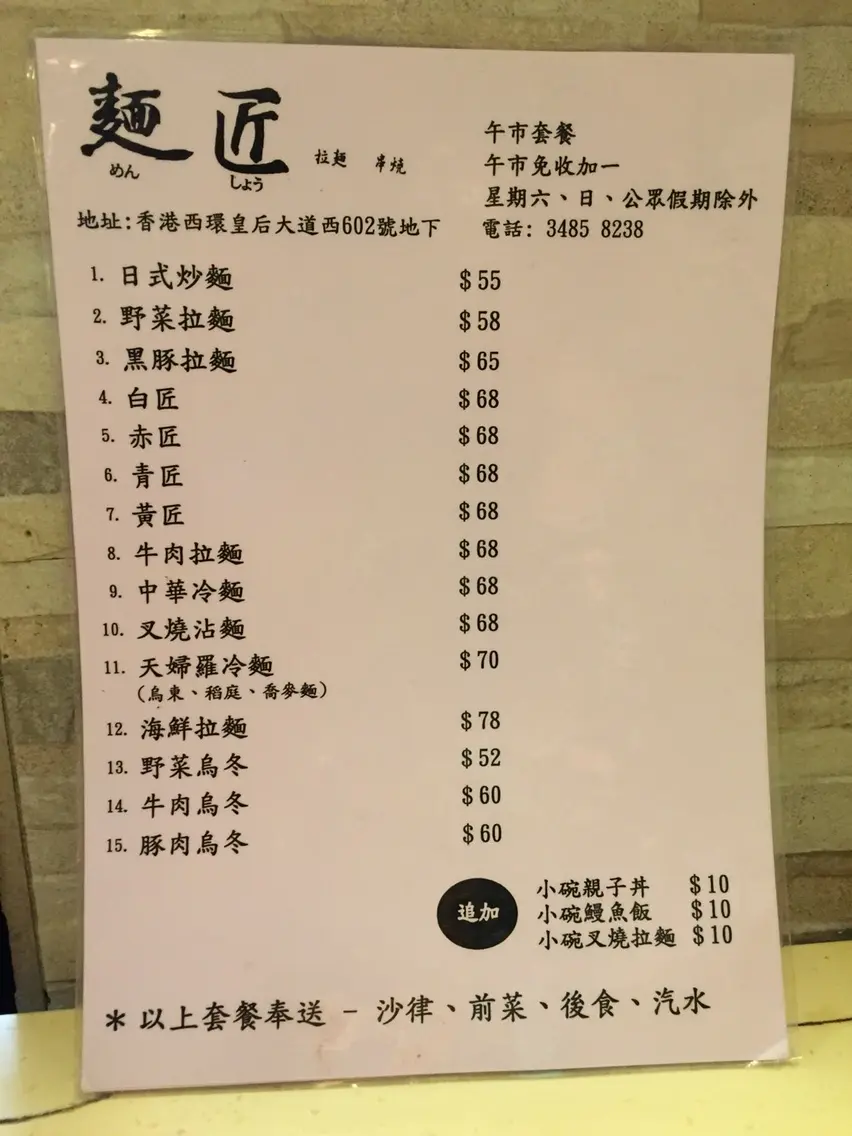 麵匠
めん しょう
拉麵 串燒
午市套餐
午市免收加一
星期六、日、公眾假期除外
地址:香港西環皇后大道西602號地下
電話: 3485 8238
1. 日式炒麵 $55
2. 野菜拉麵 $58
3. 黑豚拉麵 $65
4. 白匠 $68
5. 赤匠 $68
6. 青匠 $68
7. 黃匠 $68
8. 牛肉拉麵 $68
9. 中華冷麵 $68
10. 叉燒沾麵 $68
11. 天婦羅冷麵 $70
(烏東、稻庭、喬麥麵)
12. 海鮮拉麵 $78
13. 野菜烏冬 $52
14. 牛肉烏冬 $60
15. 豚肉烏冬 $60
追加
小碗親子丼 $10
小碗鰻魚飯 $10
小碗叉燒拉麵 $10
* 以上套餐奉送 - 沙律、前菜、後食、汽水